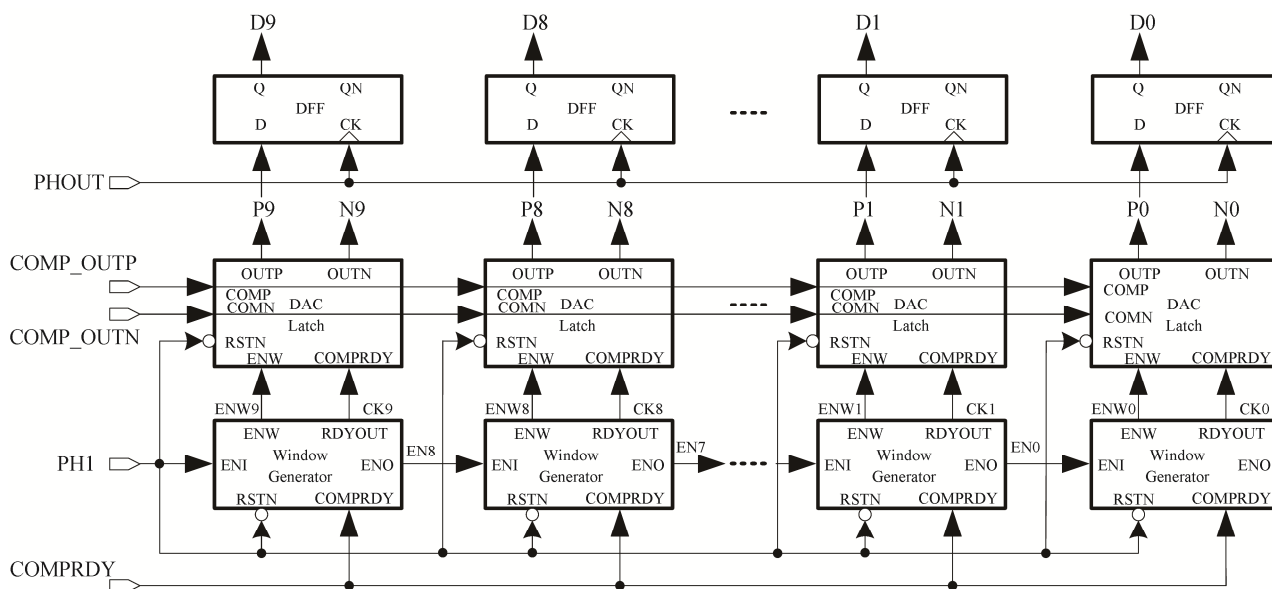 D9 D8 D1 D0
Q QN Q QN Q QN Q QN
DFF DFF DFF DFF
D CK D CK D CK D CK
PHOUT
P9 N9 P8 N8 P1 N1 P0 N0
COMP_OUTP
OUTP OUTN OUTP OUTN OUTP OUTN OUTP OUTN
COMP COMP COMP COMP
COMN DAC COMN DAC COMN DAC COMN DAC
Latch Latch Latch Latch
COMP_OUTN
RSTN RSTN RSTN RSTN
ENW COMPRDY ENW COMPRDY ENW COMPRDY ENW COMPRDY
ENW9 CK9 ENW8 CK8 ENW1 CK1 ENW0 CK0
ENW RDYOUT ENW RDYOUT ENW RDYOUT ENW RDYOUT
EN8 EN7 EN0
PH1
ENI Window ENO ENI Window ENO ENI Window ENO ENI Window ENO
Generator Generator Generator Generator
RSTN COMPRDY RSTN COMPRDY RSTN COMPRDY RSTN COMPRDY
COMPRDY